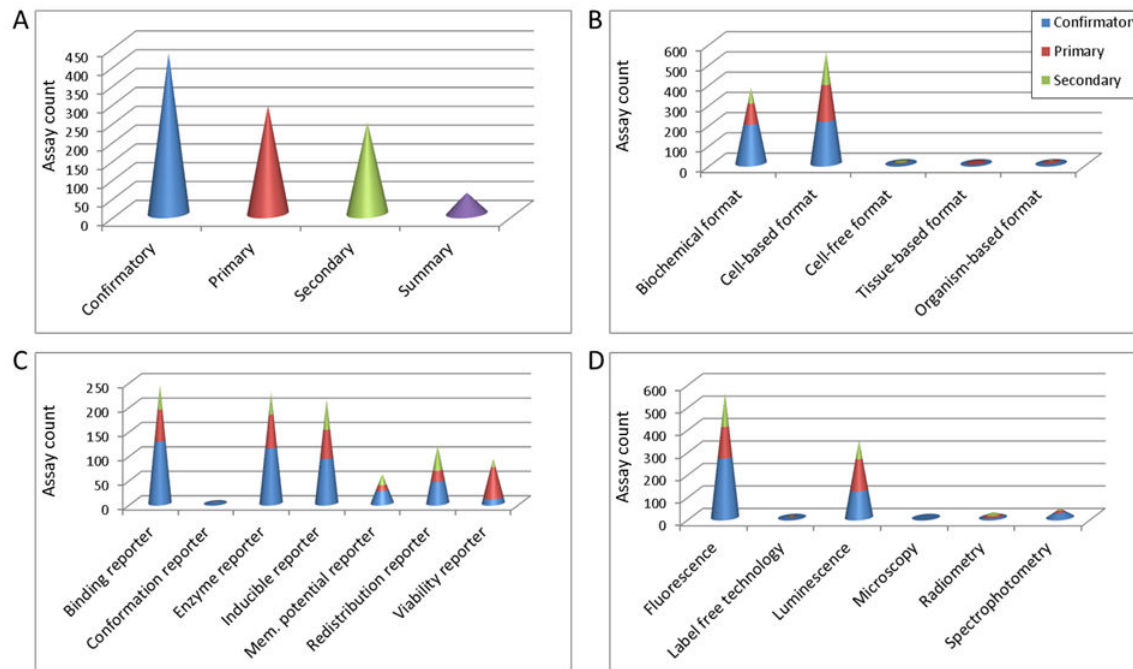 A
Assay count
450
400
350
300
250
200
150
100
50
0
Confirmatory
Primary
Secondary
Summary
B
Assay count
600
500
400
300
200
100
0
Biochemical format
Cell-based format
Cell-free format
Tissue-based format
Organism-based format
Confirmatory
Primary
Secondary
C
Assay count
250
200
150
100
50
0
Binding reporter
Conformation reporter
Enzyme reporter
Inducible reporter
Mem. potential reporter
Redistribution reporter
Viability reporter
D
Assay count
600
500
400
300
200
100
0
Fluorescence
Label free technology
Luminescence
Microscopy
Radiometry
Spectrophotometry